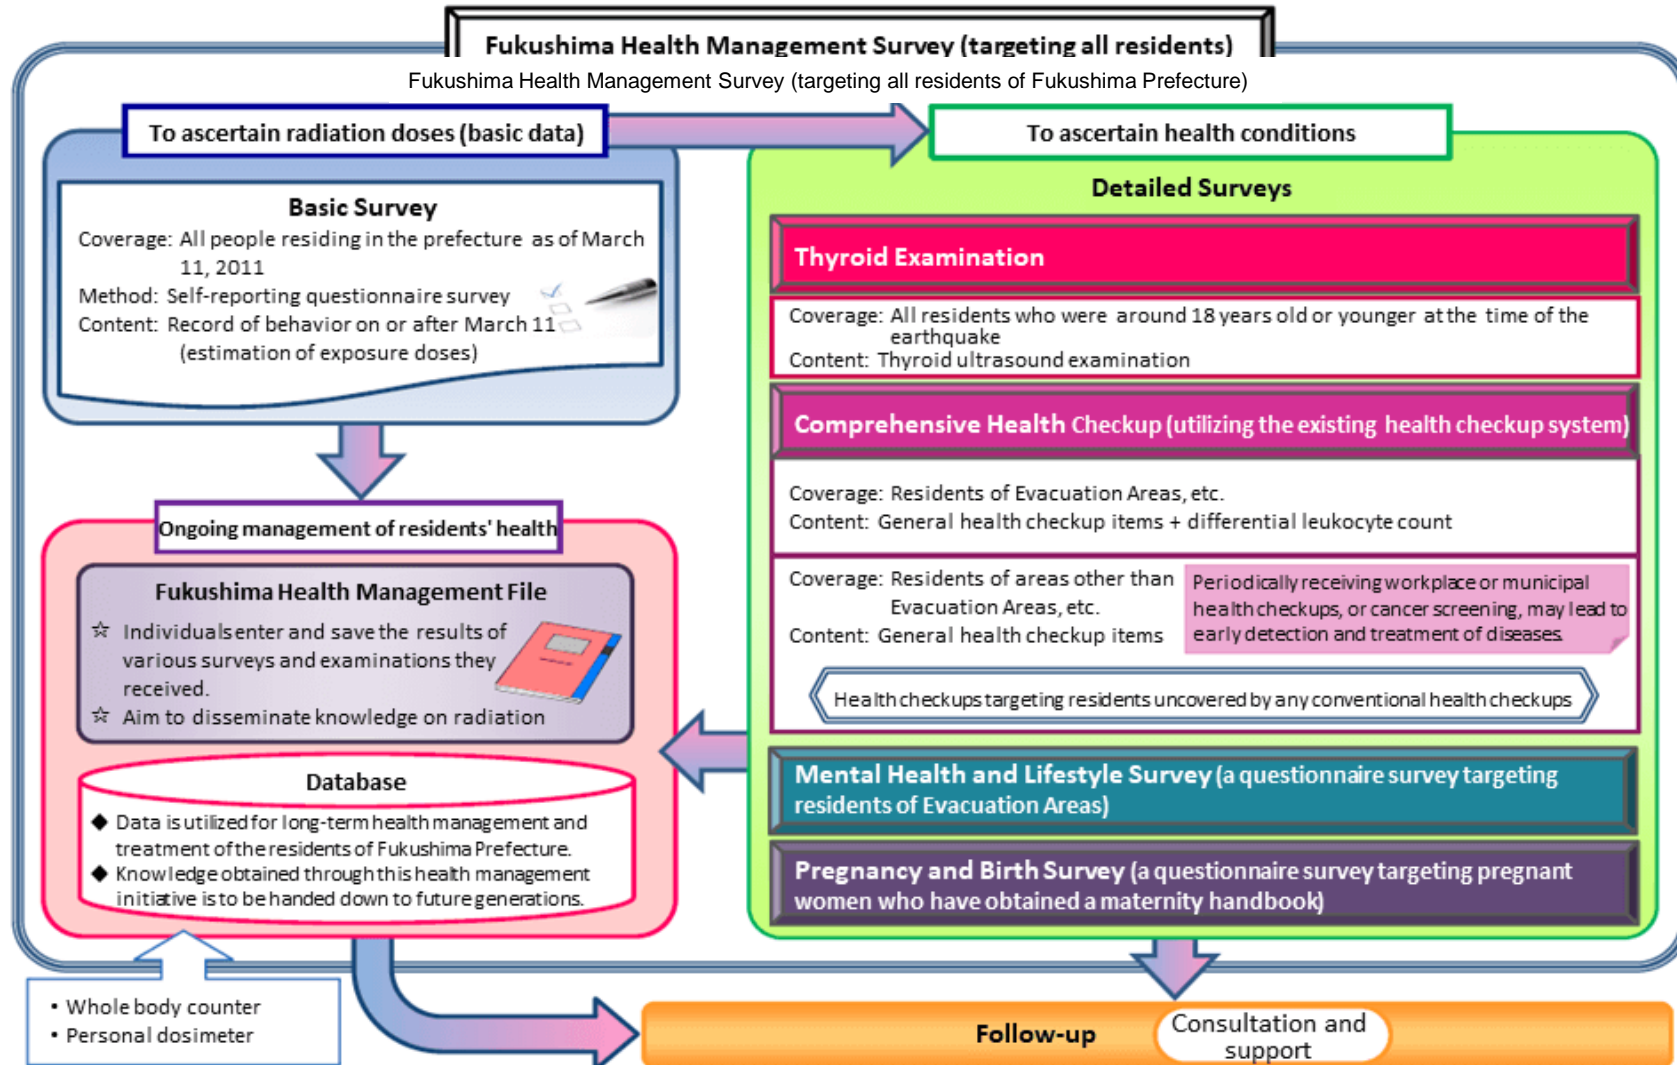 Fukushima Health Management Survey (targeting all residents)
Fukushima Health Management Survey (targeting all residents of Fukushima Prefecture)
To ascertain radiation doses (basic data)
Basic Survey
Coverage: All people residing in the prefecture as of March
11, 2011
Method: Self-reporting questionnaire survey
Content: Record of behavior on or after March 11
(estimation of exposure doses)
To ascertain health conditions
Detailed Surveys
Thyroid Examination
Coverage: All residents who were around 18 years old or younger at the time of the
earthquake
Content: Thyroid ultrasound examination
Comprehensive Health Checkup (utilizing the existing health checkup system)
Coverage: Residents of Evacuation Areas, etc.
Content: General health checkup items + differential leukocyte count
Coverage: Residents of areas other than
Evacuation Areas, etc.
Content: General health checkup items
Periodically receiving workplace or municipal
health checkups, or cancer screening, may lead to
early detection and treatment of diseases.
Health checkups targeting residents uncovered by any conventional health checkups
Mental Health and Lifestyle Survey (a questionnaire survey targeting
residents of Evacuation Areas)
Pregnancy and Birth Survey (a questionnaire survey targeting pregnant
women who have obtained a maternity handbook)
Ongoing management of residents' health
Fukushima Health Management File
☆ Individuals enter and save the results of
various surveys and examinations they
received.
☆ Aim to disseminate knowledge on radiation
Database
◆ Data is utilized for long-term health management and
treatment of the residents of Fukushima Prefecture.
◆ Knowledge obtained through this health management
initiative is to be handed down to future generations.
• Whole body counter
• Personal dosimeter
Follow-up
Consultation and
support